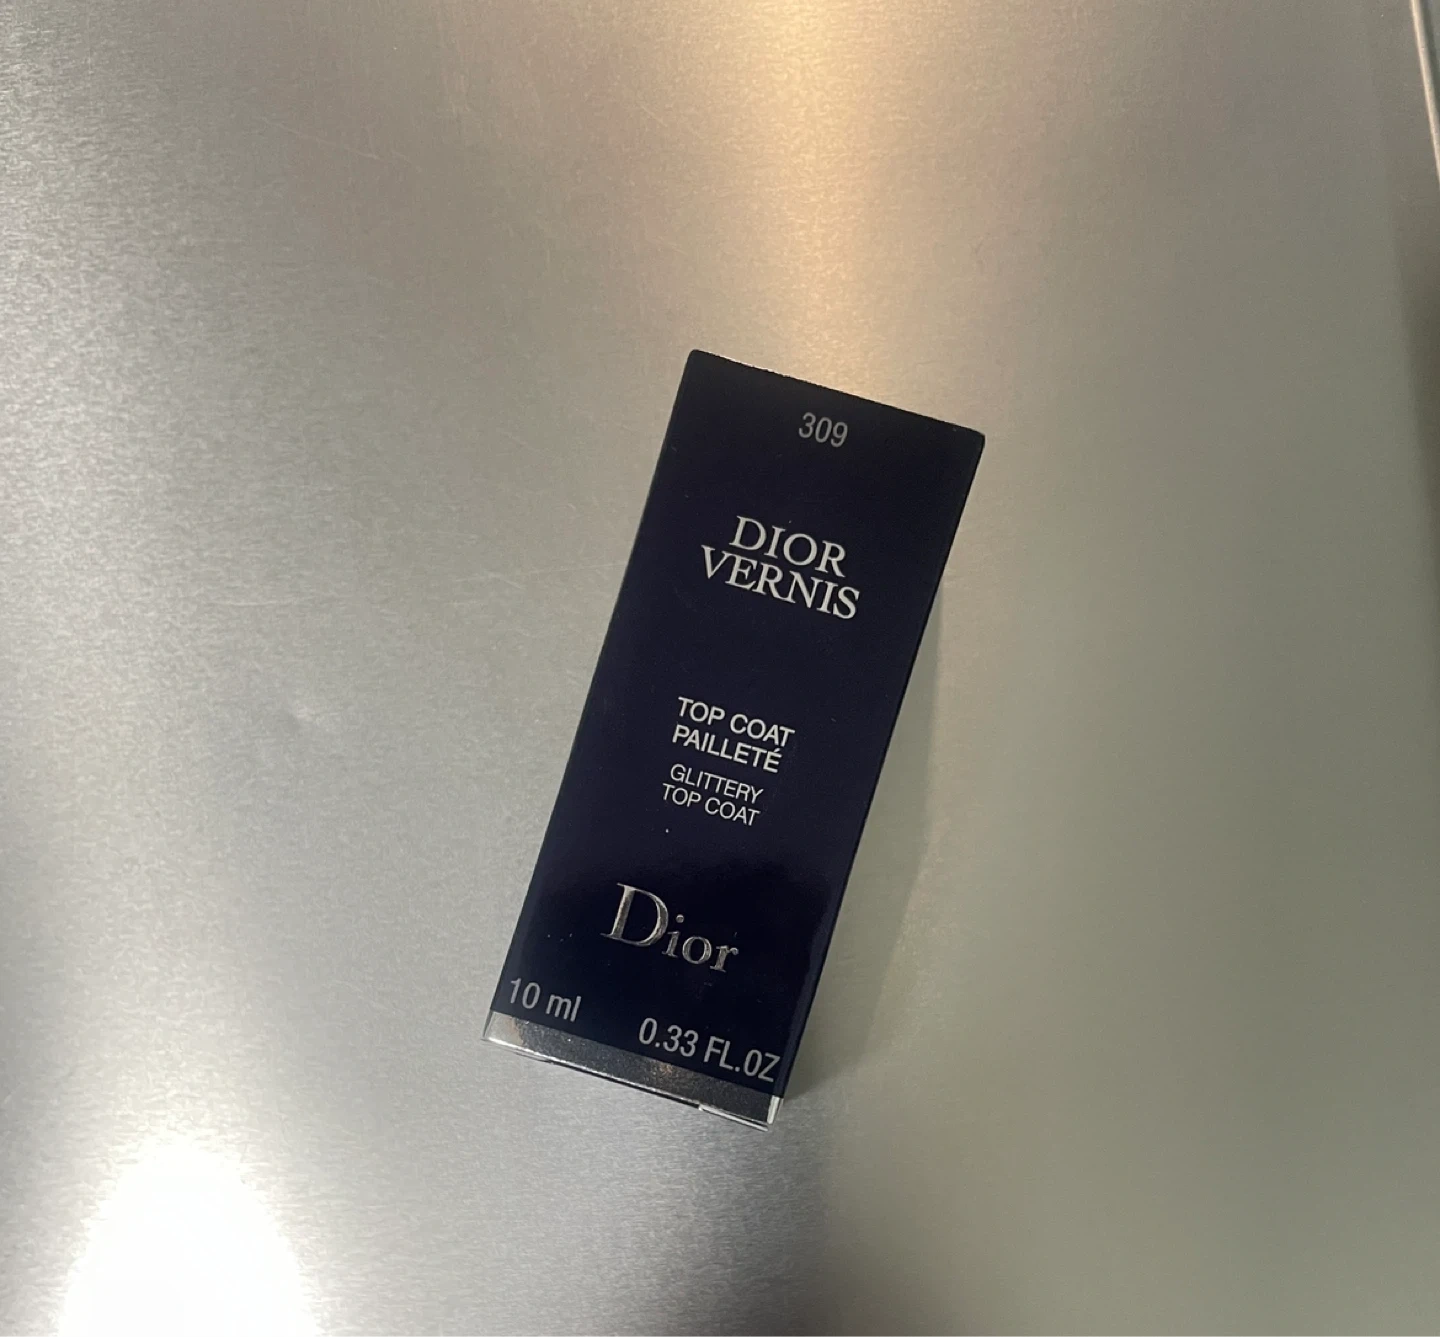 309
DIOR
VERNIS
TOP COAT
PAILLETÉ
GLITTERY
TOP COAT
Dior
10 ml
0.33 FL.OZ